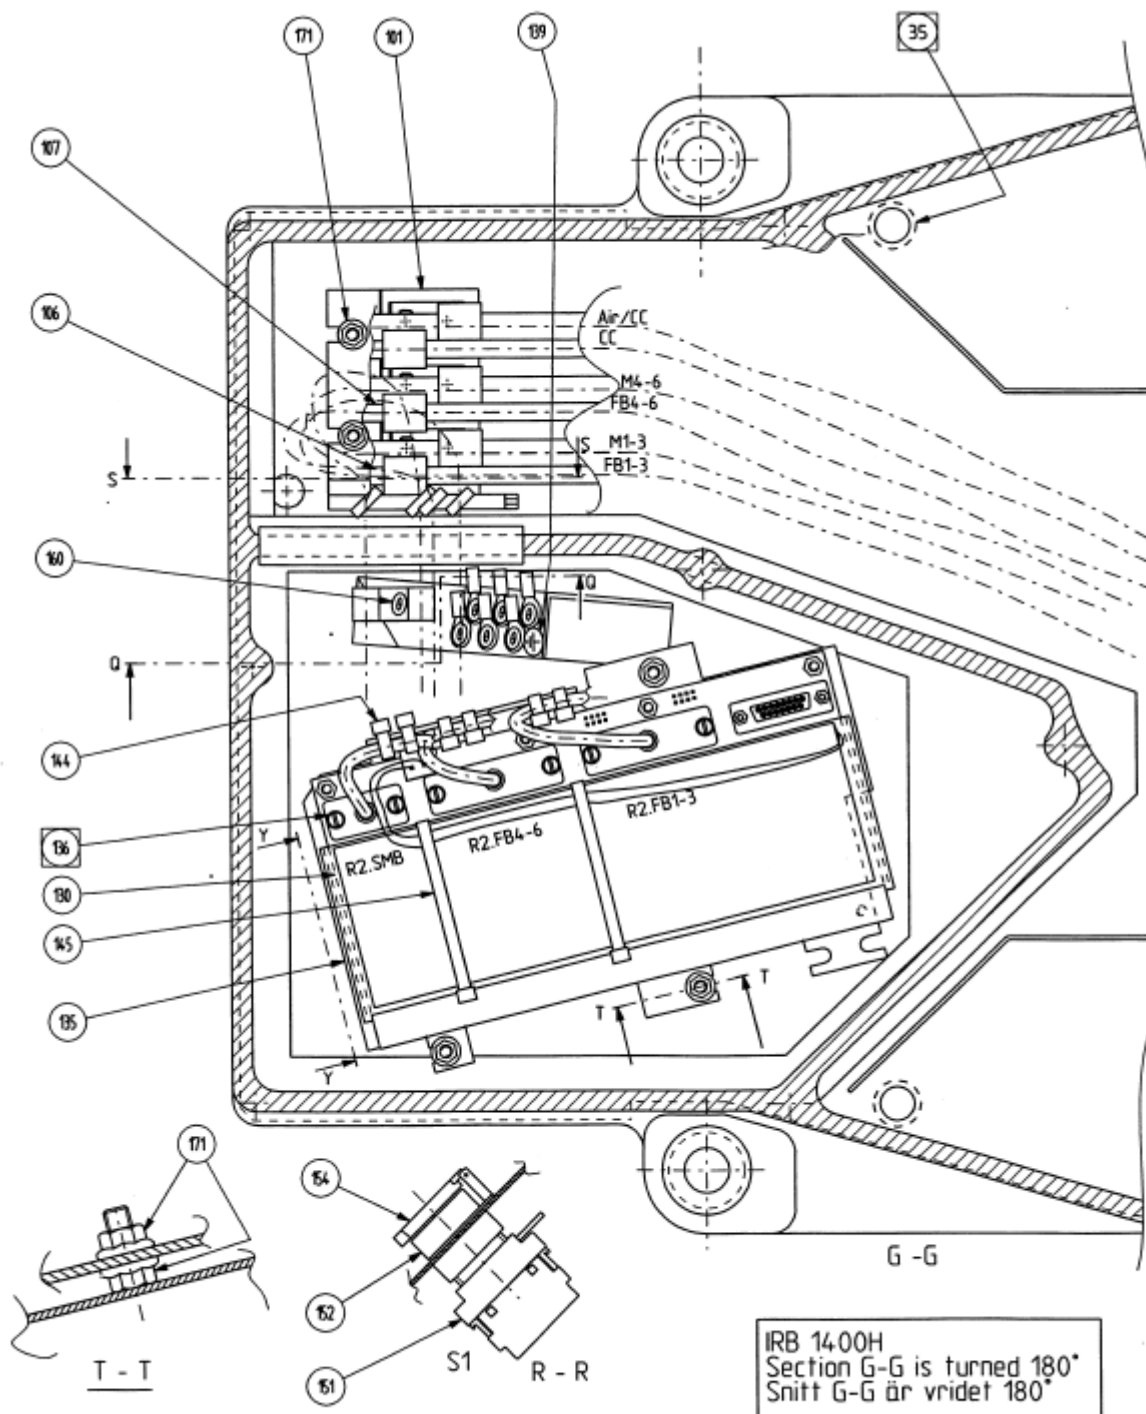 171
101
139
35
107
106
Air/CC
CC
M4-6
FB4-6
M1-3
FB1-3
S
S
160
Q
Q
144
136
130
145
135
Y
R2.SMB
R2.FB4-6
R2.FB1-3
T
T
Y
171
154
152
151
G-G
T - T
S1
R - R
IRB 1400H
Section G-G is turned 180°
Snitt G-G är vridet 180°